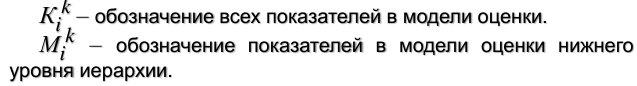 K_i^k – обозначение всех показателей в модели оценки.
M_i^k – обозначение показателей в модели оценки нижнего
уровня иерархии.